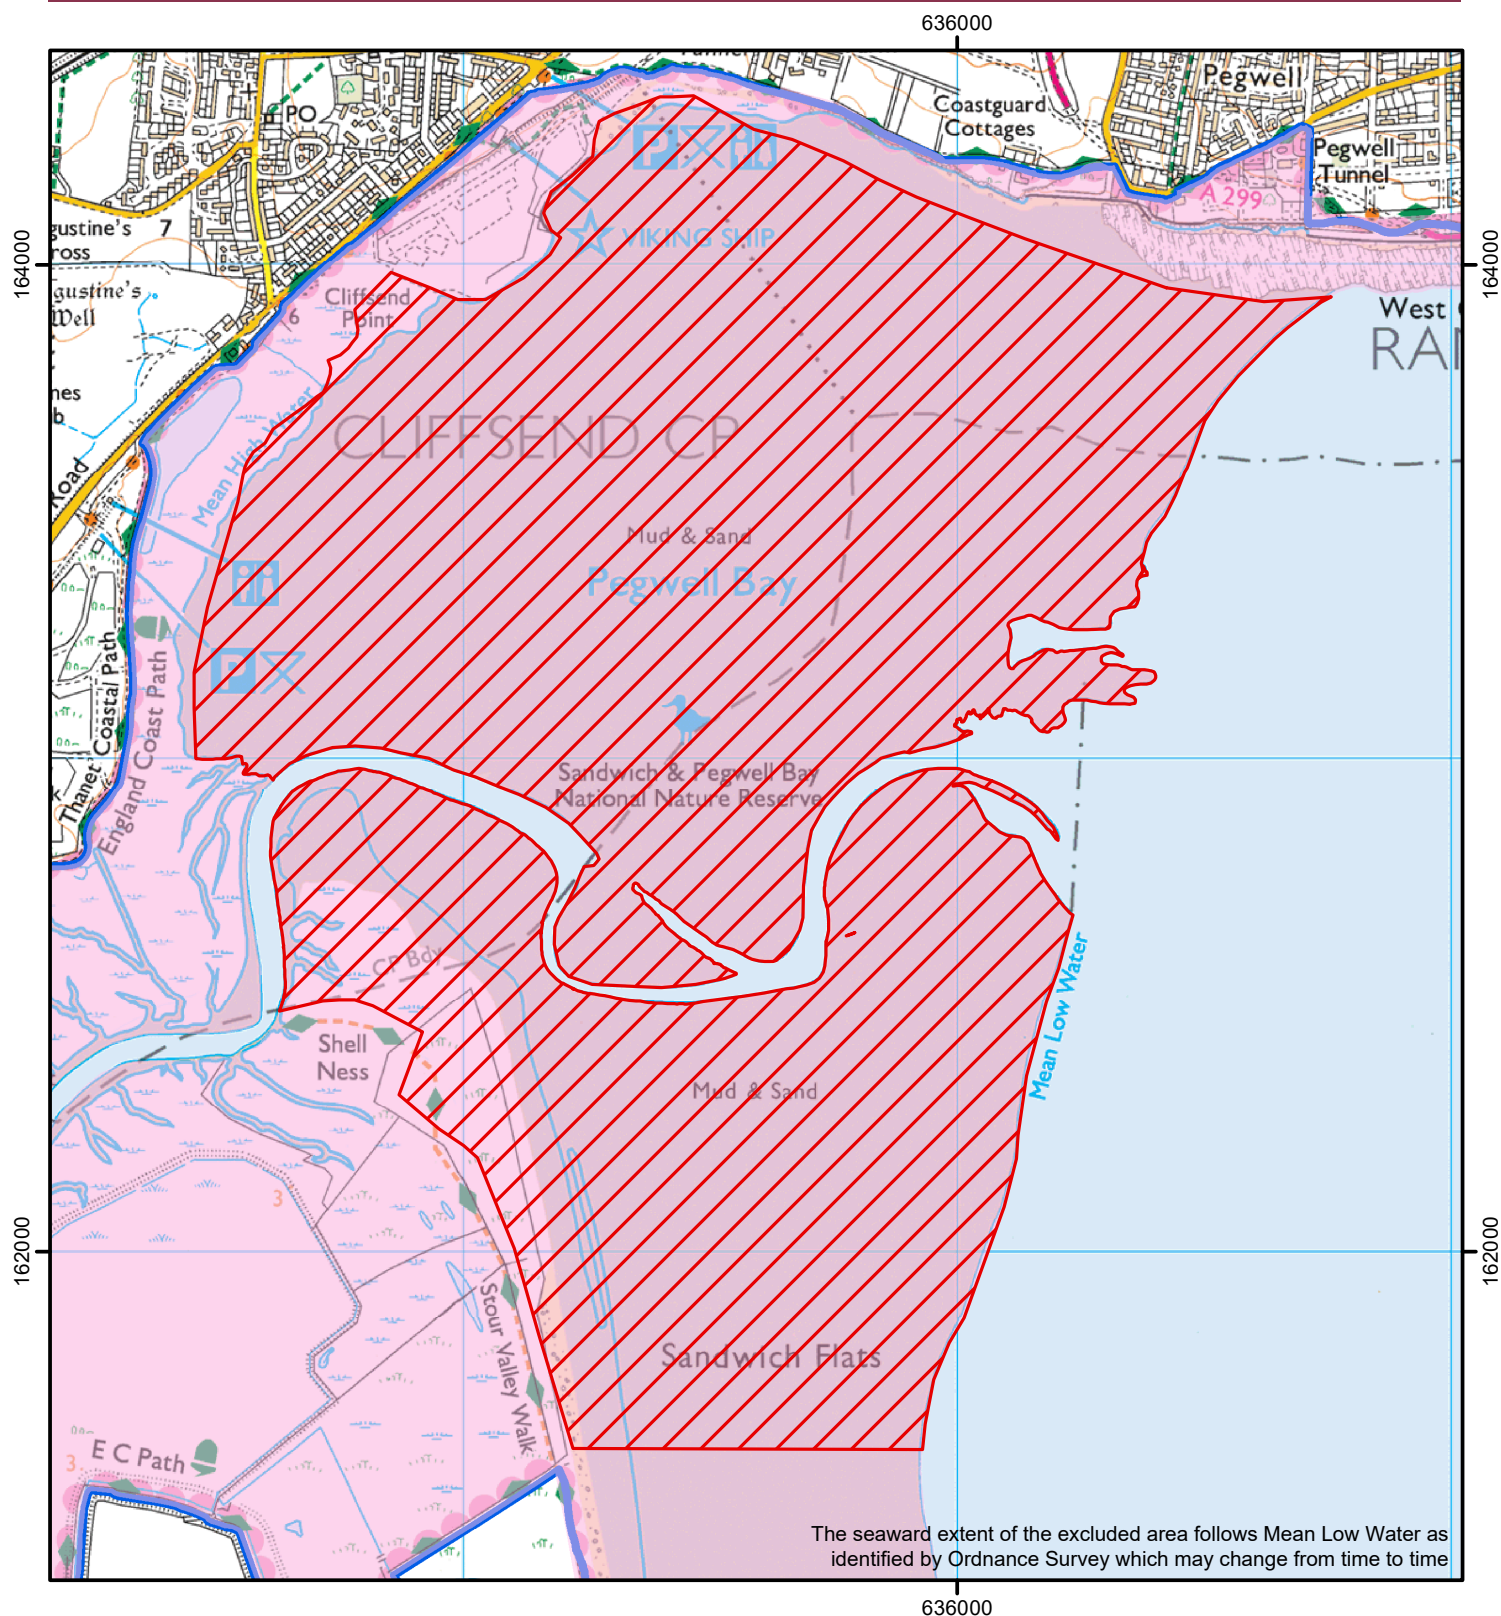 636000
PO
Pegwell
Coastguard
Cottages
Pegwell
Tunnel
A 299
gustine's
ross
7
VIKING SHIP
164000
164000
gustine's
Well
Cliffsend
Point
6
West
RA
nes
b
CLIFFSEND CP
Mean High Water
Road
Mud & Sand
Pegwell Bay
P
Thanet Coastal Path
England Coast Path
Sandwich & Pegwell Bay
National Nature Reserve
CP Bdy
Mean Low Water
Shell
Ness
Mud & Sand
3
162000
162000
Stour Valley Walk
Sandwich Flats
E C Path
3
The seaward extent of the excluded area follows Mean Low Water as
identified by Ordnance Survey which may change from time to time
636000